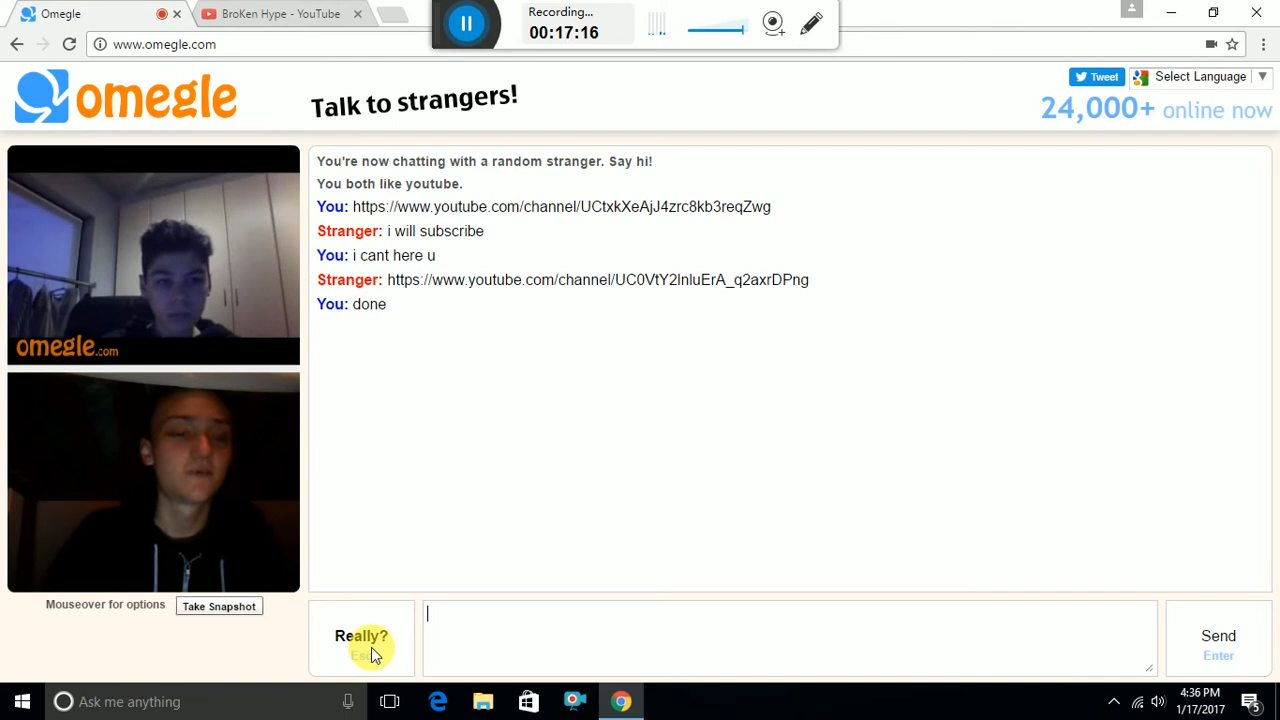 Omegle
BroKen Hype - YouTube
Recording...
00:17:16
www.omegle.com
omegle
Talk to strangers!
Tweet
Select Language
24,000+ online now
You're now chatting with a random stranger. Say hi!
You both like youtube.
You: https://www.youtube.com/channel/UCtxkXeAjJ4zrc8kb3reqZwg
Stranger: i will subscribe
You: i cant here u
Stranger: https://www.youtube.com/channel/UC0VtY2lnluErA_q2axrDPng
You: done
omegle.com
Mouseover for options
Take Snapshot
Really?
Esc
Send
Enter
Ask me anything
4:36 PM
1/17/2017
5